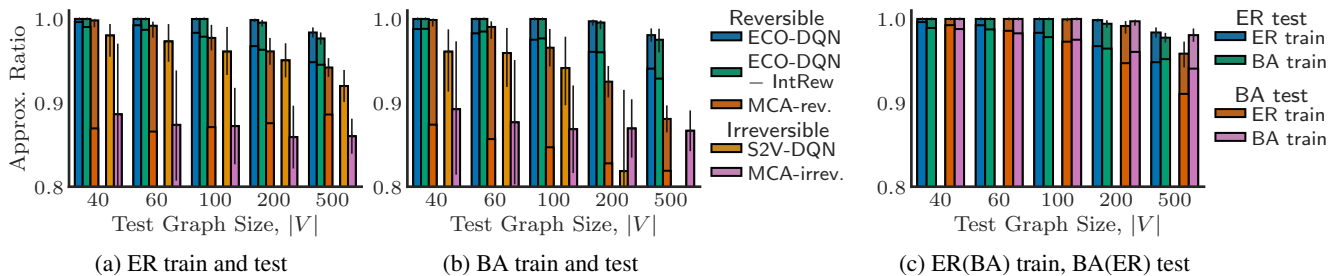 Approx. Ratio
1.0
0.9
0.8
40 60 100 200 500
Test Graph Size, |V|
(a) ER train and test
1.0
0.9
0.8
40 60 100 200 500
Test Graph Size, |V|
(b) BA train and test
Reversible
ECO-DQN
ECO-DQN
− IntRew
MCA-rev.
Irreversible
S2V-DQN
MCA-irrev.
1.0
0.9
0.8
40 60 100 200 500
Test Graph Size, |V|
(c) ER(BA) train, BA(ER) test
ER test
ER train
BA train
BA test
ER train
BA train